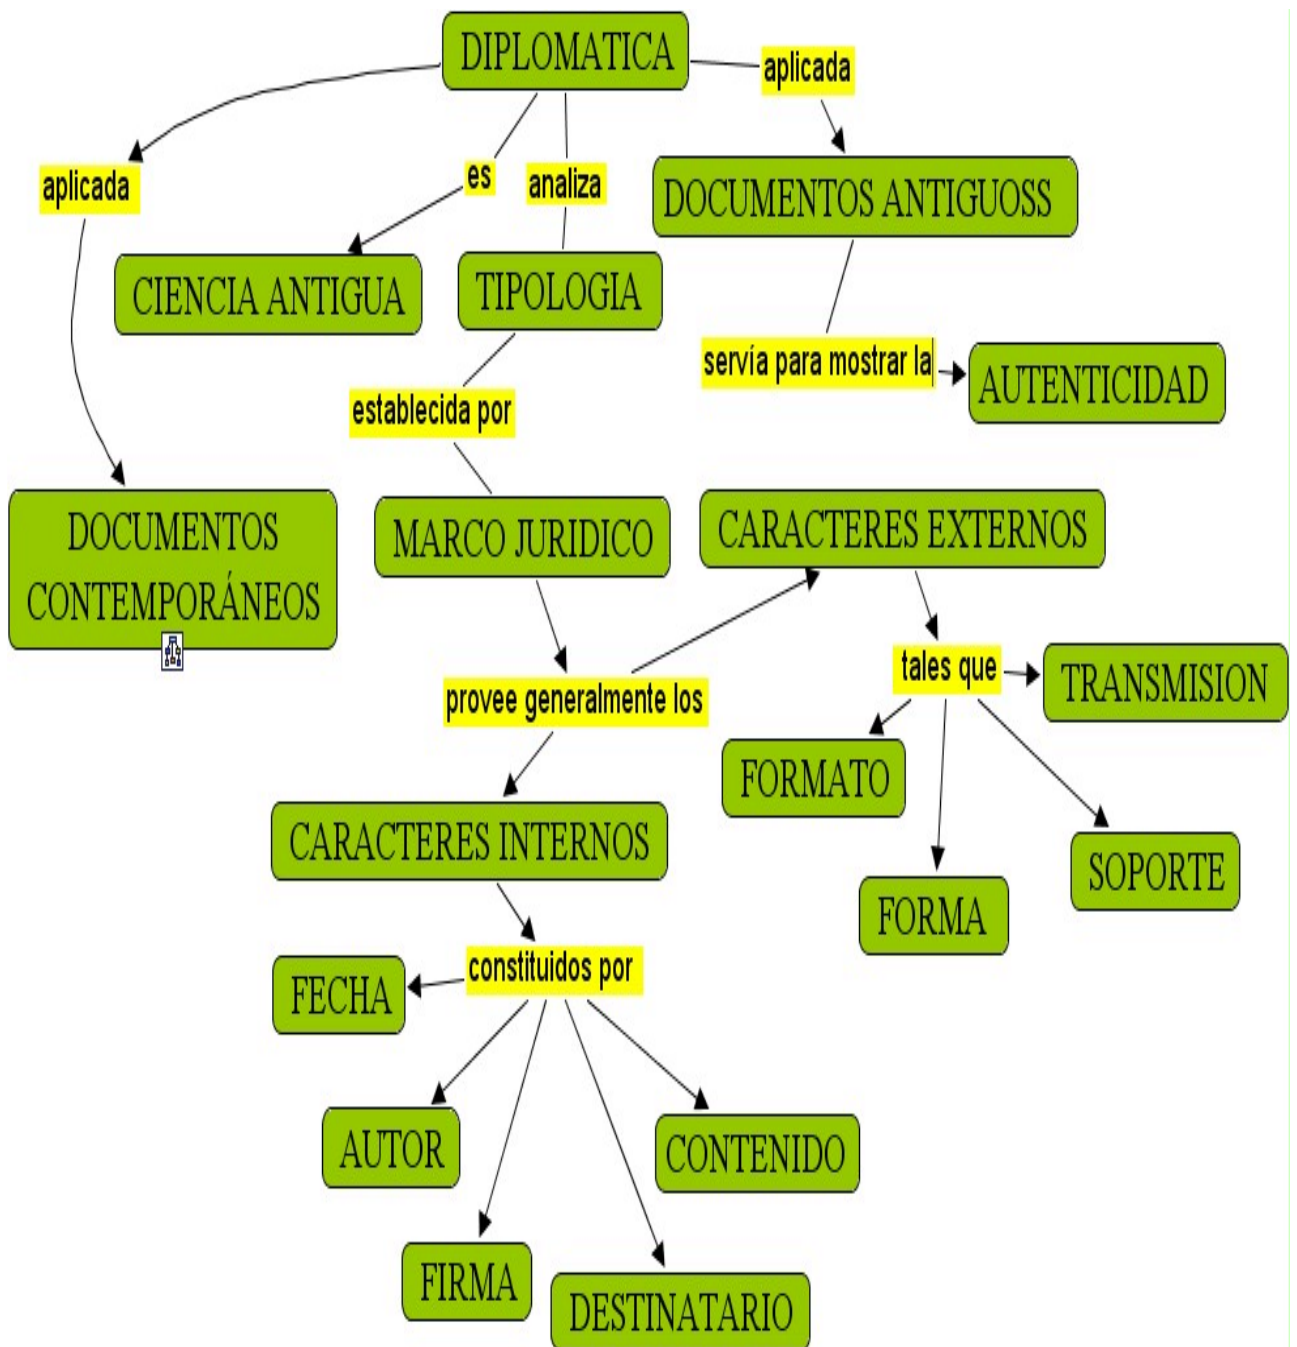 DIPLOMATICA
aplicada
aplicada
es
analiza
DOCUMENTOS ANTIGUOSS
CIENCIA ANTIGUA
TIPOLOGIA
servía para mostrar la
AUTENTICIDAD
establecida por
DOCUMENTOS
CONTEMPORÁNEOS
MARCO JURIDICO
CARACTERES EXTERNOS
provee generalmente los
tales que
TRANSMISION
FORMATO
CARACTERES INTERNOS
SOPORTE
FORMA
constituidos por
FECHA
AUTOR
CONTENIDO
FIRMA
DESTINATARIO